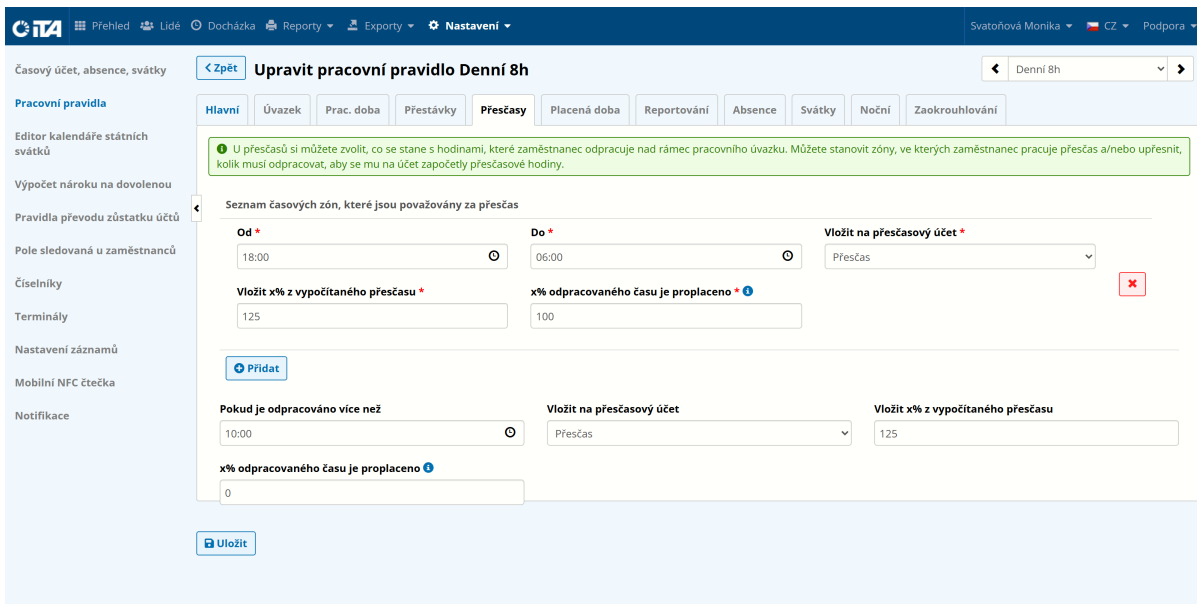 CiTA Přehled Lidé Docházka Reporty Exporty Nastavení Svatoňová Monika CZ Podpora
Časový účet, absence, svátky
Pracovní pravidla
Editor kalendáře státních
svátků
Výpočet nároku na dovolenou
Pravidla převodu zůstatku účtů
Pole sledovaná u zaměstnanců
Číselníky
Terminály
Nastavení záznamů
Mobilní NFC čtečka
Notifikace
Zpět Upravit pracovní pravidlo Denní 8h Denní 8h
Hlavní Úvazek Prac. doba Přestávky Přesčasy Placená doba Reportování Absence Svátky Noční Zaokrouhlování
U přesčasů si můžete zvolit, co se stane s hodinami, které zaměstnanec odpracuje nad rámec pracovního úvazku. Můžete stanovit zóny, ve kterých zaměstnanec pracuje přesčas a/nebo upřesnit,
kolik musí odpracovat, aby se mu na účet započetly přesčasové hodiny.
Seznam časových zón, které jsou považovány za přesčas
Od * Do * Vložit na přesčasový účet *
18:00 06:00 Přesčas
Vložit x% z vypočítaného přesčasu * x% odpracovaného času je proplaceno *
125 100
Přidat
Pokud je odpracováno více než Vložit na přesčasový účet Vložit x% z vypočítaného přesčasu
10:00 Přesčas 125
x% odpracovaného času je proplaceno
0
Uložit